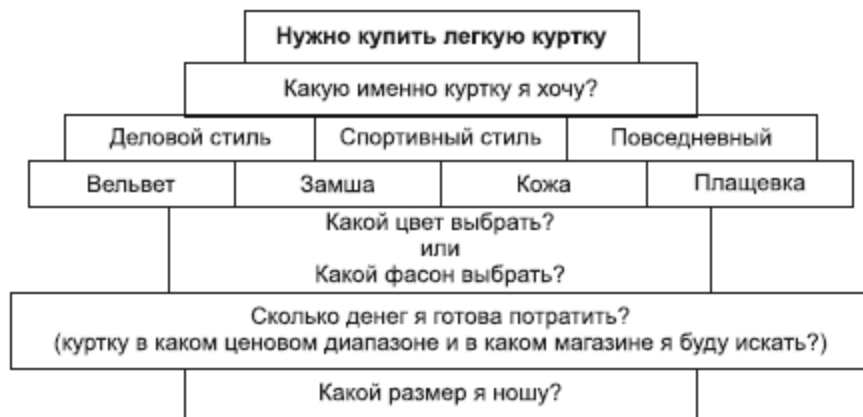 Нужно купить легкую куртку
Какую именно куртку я хочу?
Деловой стиль Спортивный стиль Повседневный
Вельвет Замша Кожа Плащевка
Какой цвет выбрать?
или
Какой фасон выбрать?
Сколько денег я готова потратить?
(куртку в каком ценовом диапазоне и в каком магазине я буду искать?)
Какой размер я ношу?